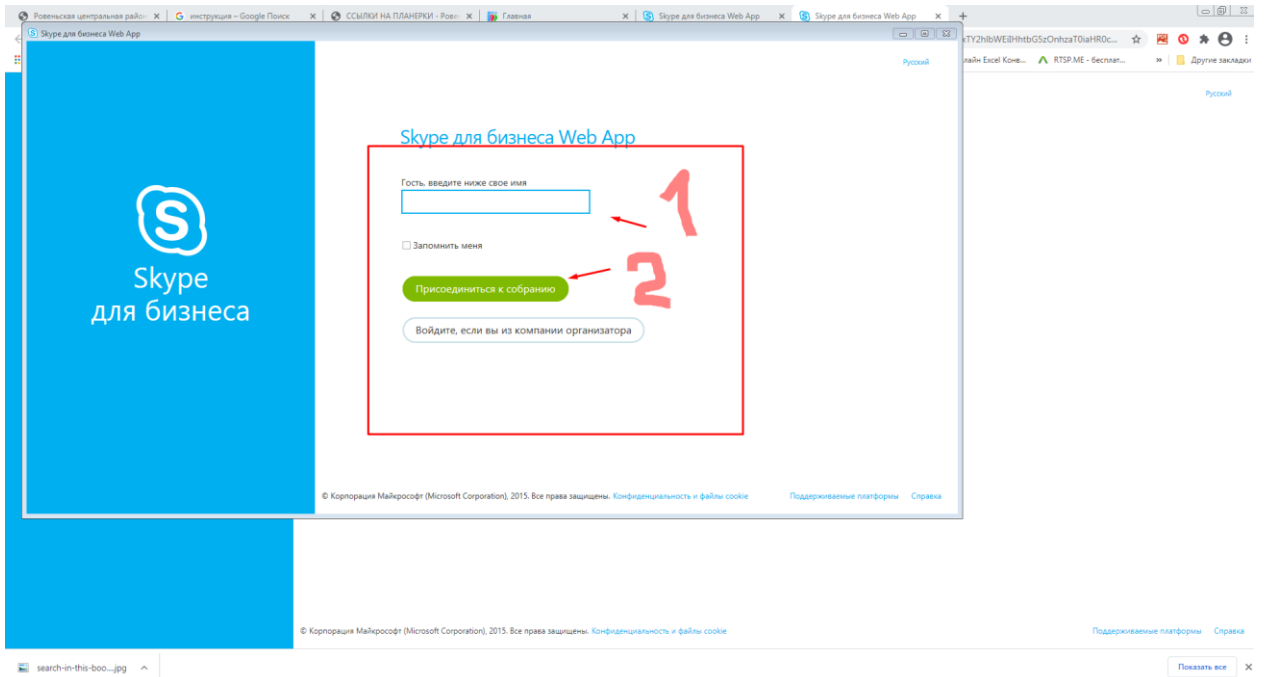 Ровеньская центральная район
инструкция – Google Поиск
ССЫЛКИ НА ПЛАНЕРКИ - Рове
Главная
Skype для бизнеса Web App
Skype для бизнеса Web App
Skype для бизнеса Web App
лайн Excel Конв...
RTSP.ME - бесплат...
»
Другие закладки
Русский
Русский
Skype для бизнеса Web App
1
Гость, введите ниже свое имя
Запомнить меня
2
Присоединиться к собранию
Войдите, если вы из компании организатора
S
Skype
для бизнеса
© Корпорация Майкрософт (Microsoft Corporation), 2015. Все права защищены. Конфиденциальность и файлы cookie
Поддерживаемые платформы Справка
© Корпорация Майкрософт (Microsoft Corporation), 2015. Все права защищены. Конфиденциальность и файлы cookie
Поддерживаемые платформы Справка
search-in-this-boo....jpg
Показать все